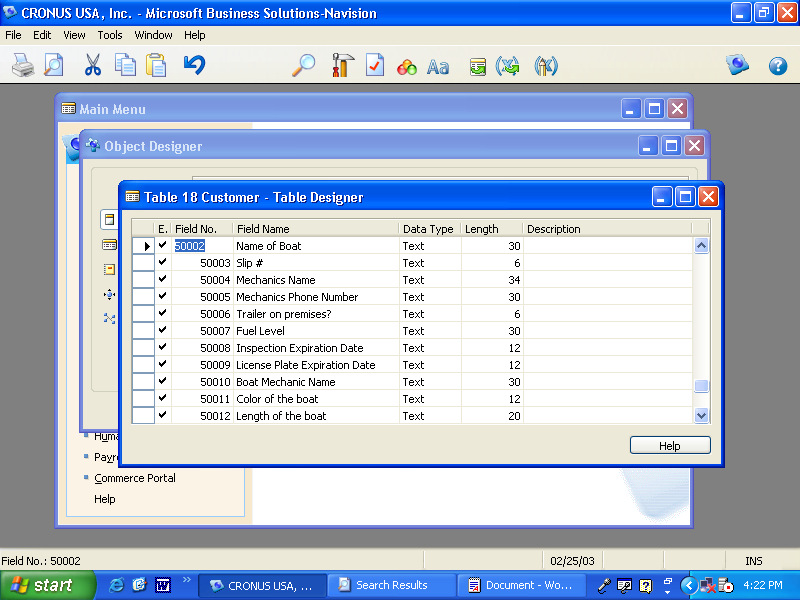 CRONUS USA, Inc. - Microsoft Business Solutions-Navision
File Edit View Tools Window Help
Main Menu
Object Designer
Table 18 Customer - Table Designer
E. Field No. Field Name Data Type Length Description
50002 Name of Boat Text 30
50003 Slip # Text 6
50004 Mechanics Name Text 34
50005 Mechanics Phone Number Text 30
50006 Trailer on premises? Text 6
50007 Fuel Level Text 30
50008 Inspection Expiration Date Text 12
50009 License Plate Expiration Date Text 12
50010 Boat Mechanic Name Text 30
50011 Color of the boat Text 12
50012 Length of the boat Text 20
Help
Huma
Payr
Commerce Portal
Help
Field No.: 50002 02/25/03 INS
start CRONUS USA, ... Search Results Document - Wo... 4:22 PM